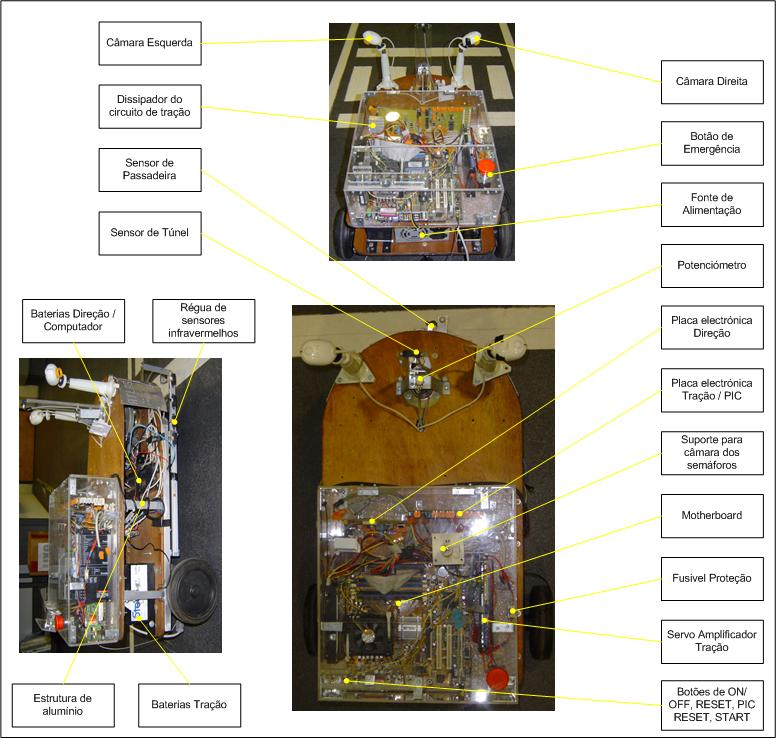 Câmara Esquerda
Dissipador do
circuito de tração
Sensor de
Passadeira
Sensor de Túnel
Câmara Direita
Botão de
Emergência
Fonte de
Alimentação
Potenciómetro
Placa electrónica
Direção
Placa electrónica
Tração / PIC
Suporte para
câmara dos
semáforos
Motherboard
Fusivel Proteção
Servo Amplificador
Tração
Botões de ON/
OFF, RESET, PIC
RESET, START
Baterias Direção /
Computador
Régua de
sensores
infravermelhos
Estrutura de
alumínio
Baterias Tração